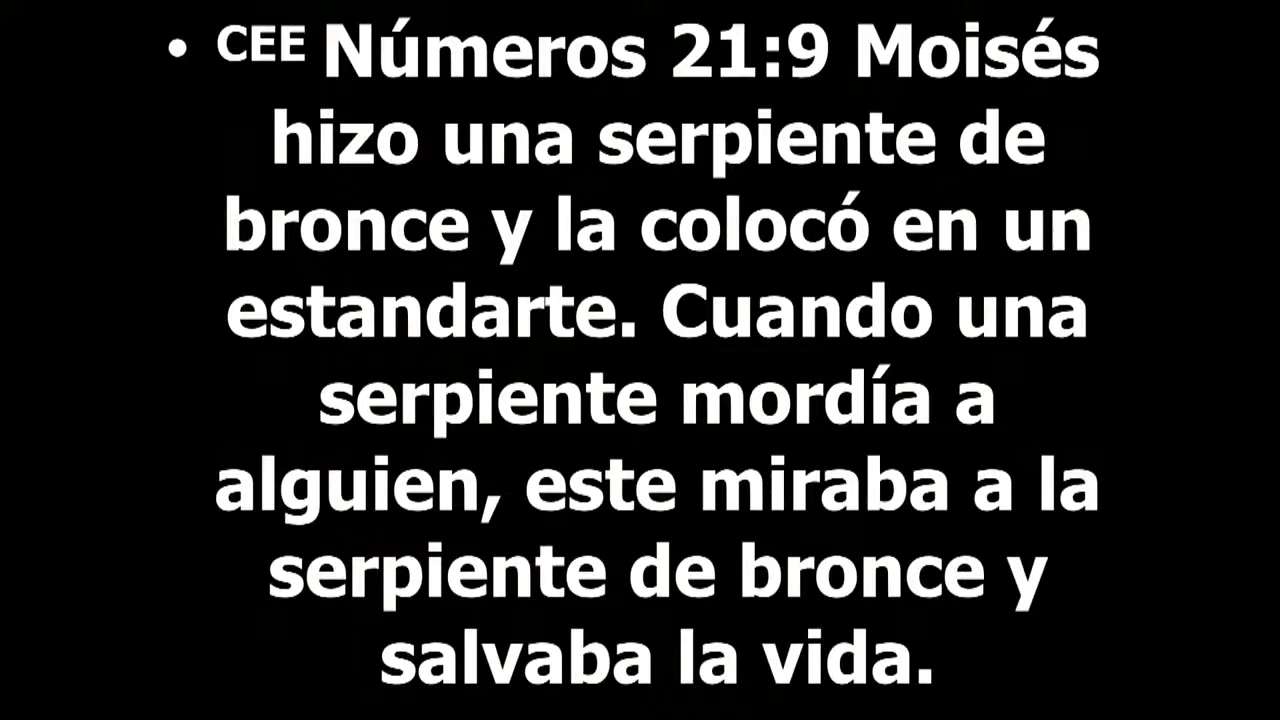 • CEE Números 21:9 Moisés
hizo una serpiente de
bronce y la colocó en un
estandarte. Cuando una
serpiente mordía a
alguien, este miraba a la
serpiente de bronce y
salvaba la vida.